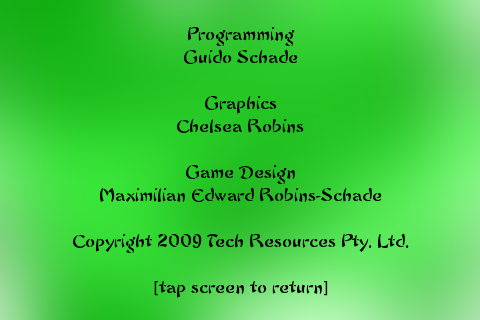 Programming
Guido Schade
Graphics
Chelsea Robins
Game Design
Maximilian Edward Robins-Schade
Copyright 2009 Tech Resources Pty. Ltd.
[tap screen to return]